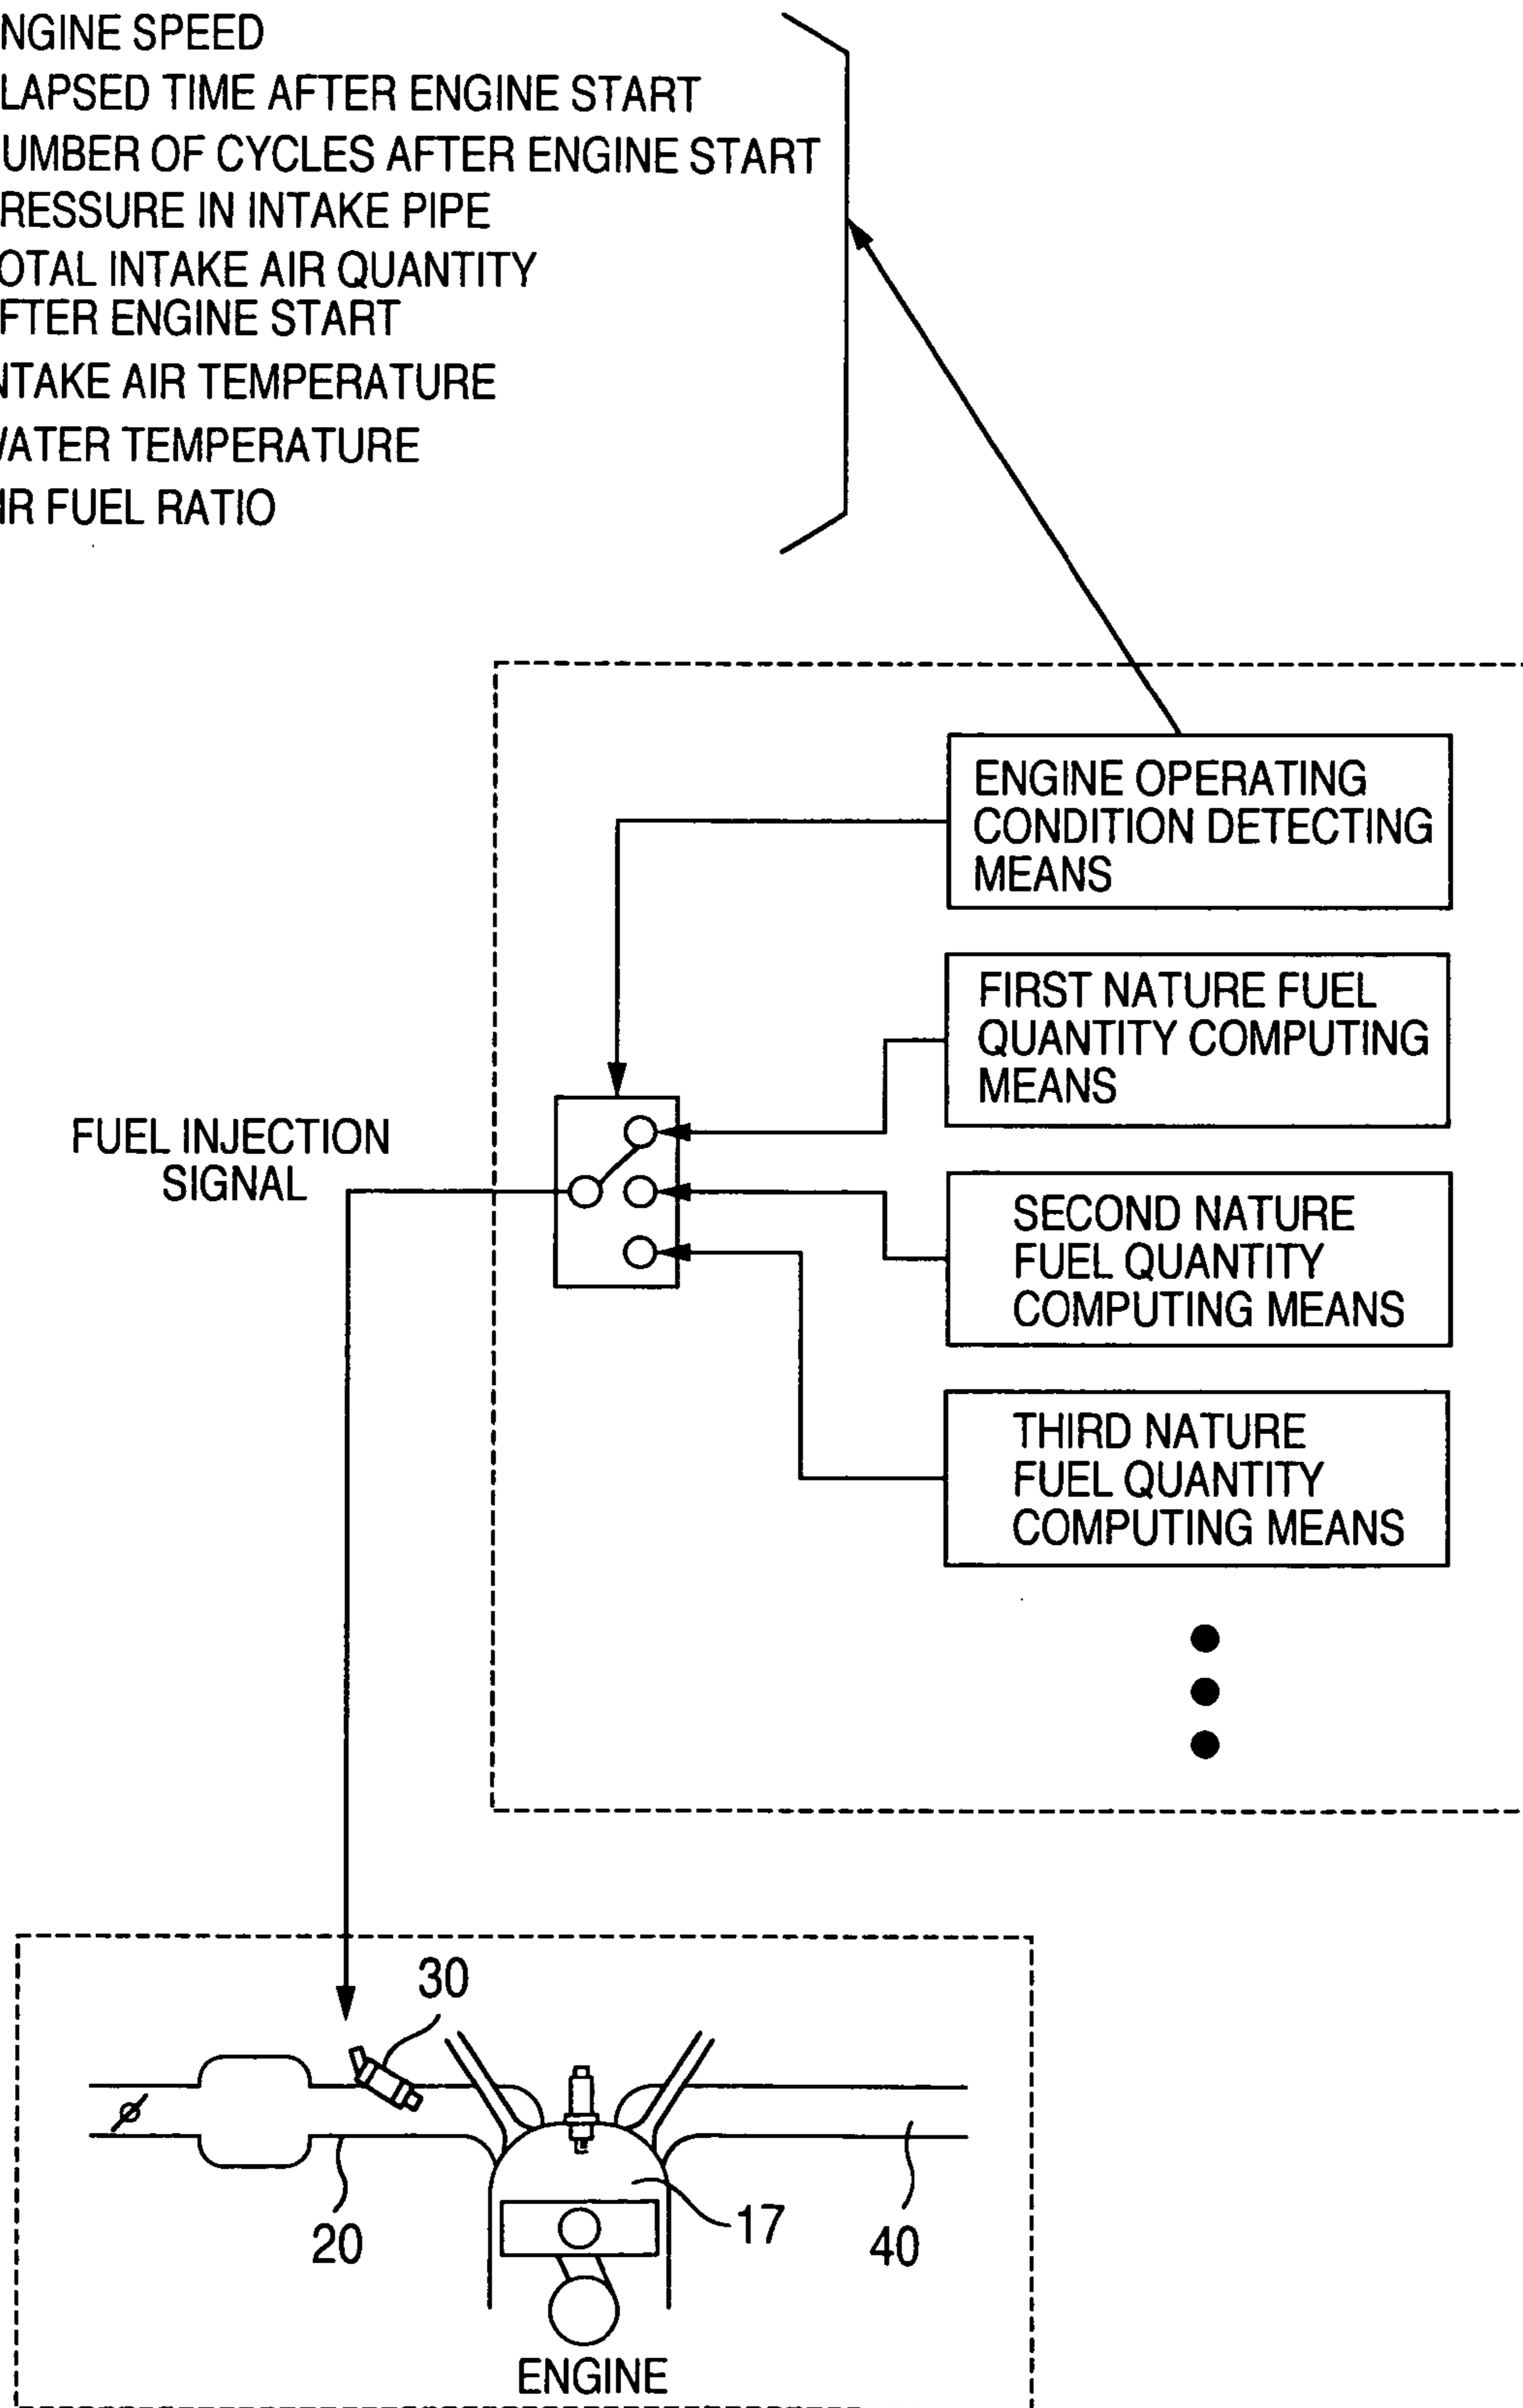 NGINE SPEED
LAPSED TIME AFTER ENGINE START
UMBER OF CYCLES AFTER ENGINE START
RESSURE IN INTAKE PIPE
OTAL INTAKE AIR QUANTITY
FTER ENGINE START
NTAKE AIR TEMPERATURE
ATER TEMPERATURE
IR FUEL RATIO
ENGINE OPERATING
CONDITION DETECTING
MEANS
FIRST NATURE FUEL
QUANTITY COMPUTING
MEANS
FUEL INJECTION
SIGNAL
SECOND NATURE
FUEL QUANTITY
COMPUTING MEANS
THIRD NATURE
FUEL QUANTITY
COMPUTING MEANS
30
20
17
40
ENGINE